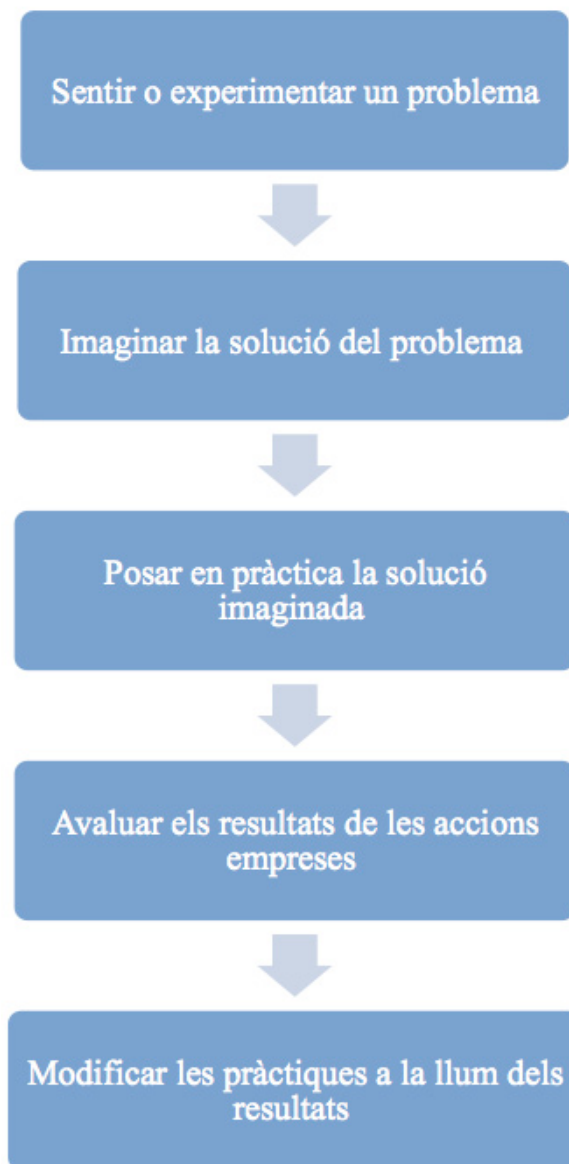 Sentir o experimentar un problema
Imaginar la solució del problema
Posar en pràctica la solució
imaginada
Avaluar els resultats de les accions
empreses
Modificar les pràctiques a la llum dels
resultats